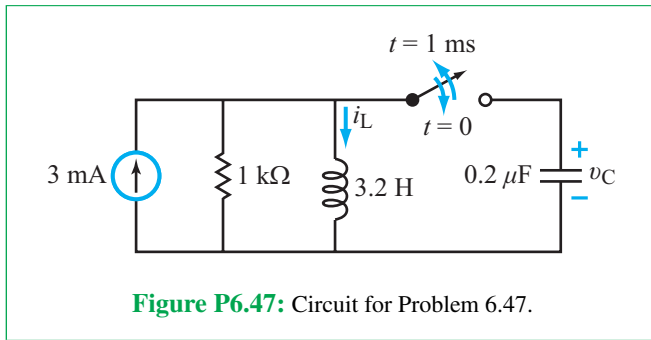 t = 1 ms
i_L
t = 0
3 mA
1 kΩ
3.2 H
0.2 μF
+
υ_C
−
Figure P6.47: Circuit for Problem 6.47.